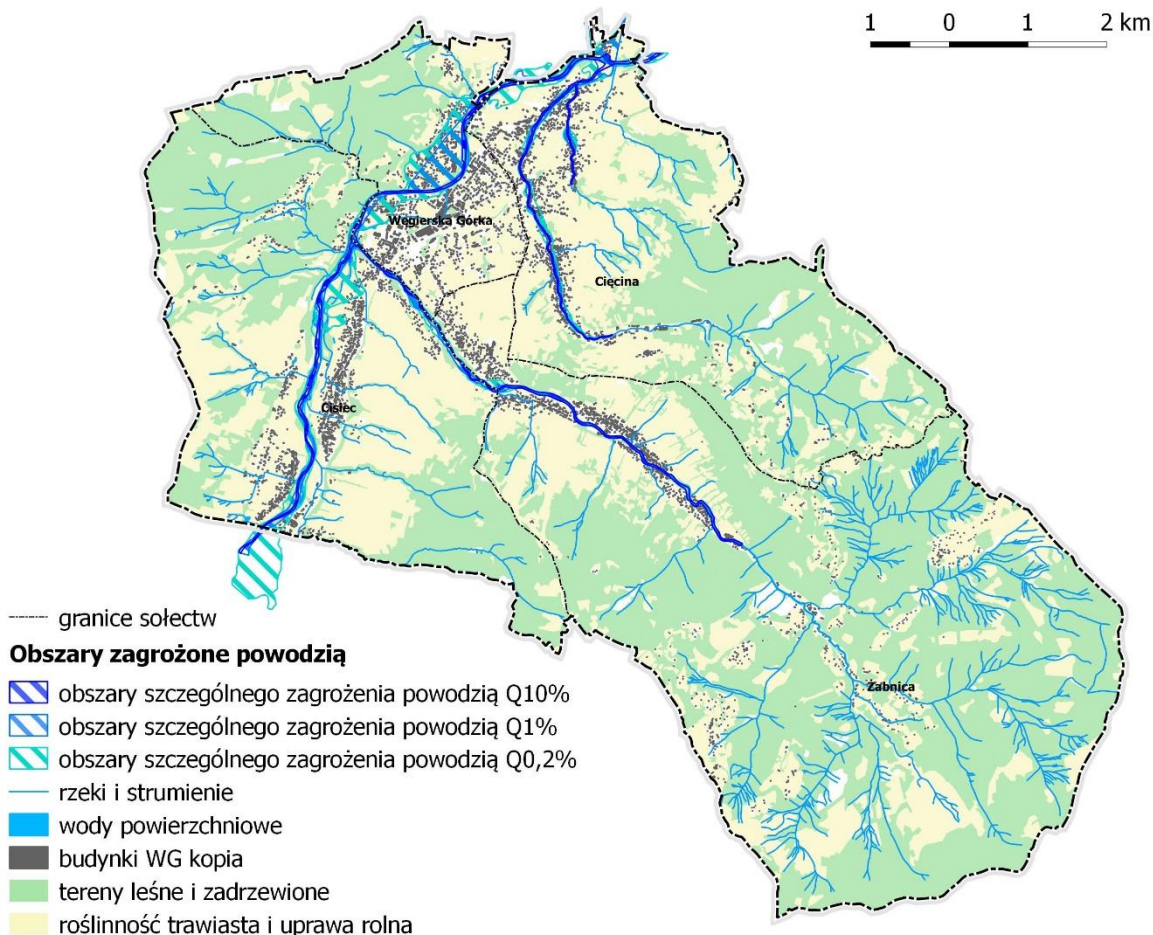 1 0 1 2 km
Węgierska Górka
Cięcina
Cisiec
Żabnica
granice sołectw
Obszary zagrożone powodzią
obszary szczególnego zagrożenia powodzią Q10%
obszary szczególnego zagrożenia powodzią Q1%
obszary szczególnego zagrożenia powodzią Q0,2%
rzeki i strumienie
wody powierzchniowe
budynki WG kopia
tereny leśne i zadrzewione
roślinność trawiasta i uprawa rolna